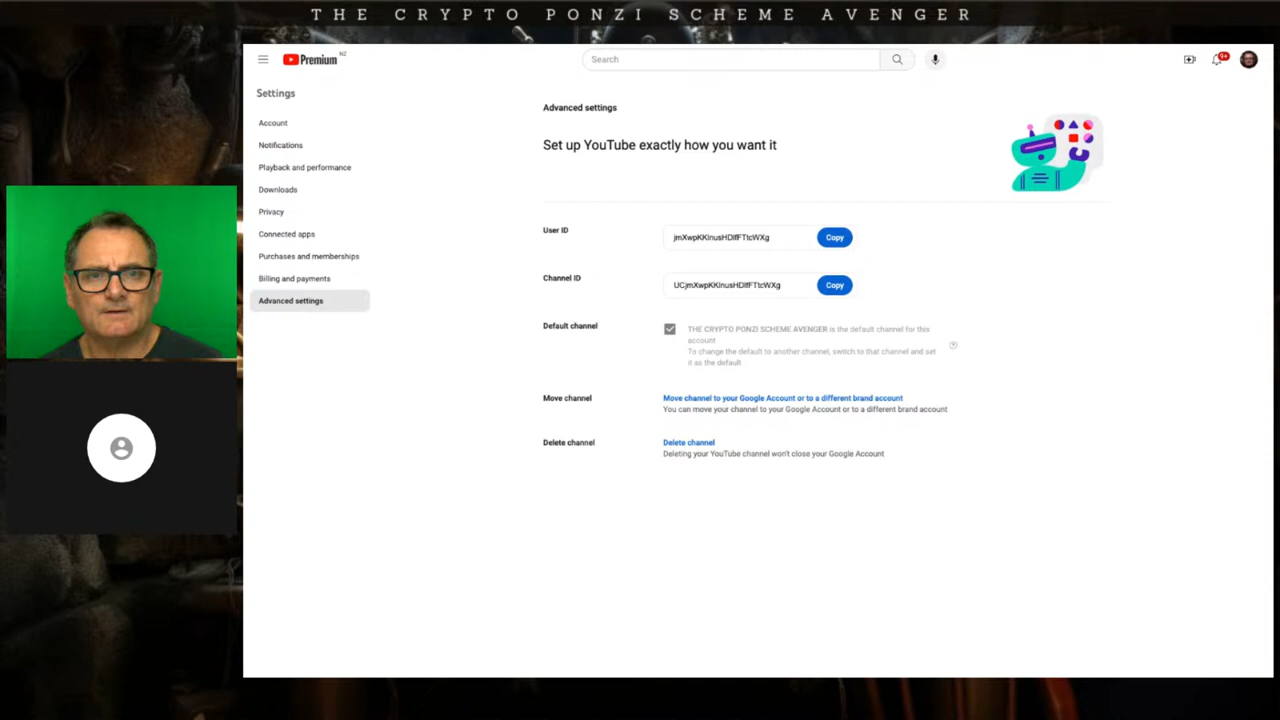 THE CRYPTO PONZI SCHEME AVENGER
Premium NZ
Search
9+
Settings
Account
Notifications
Playback and performance
Downloads
Privacy
Connected apps
Purchases and memberships
Billing and payments
Advanced settings
Advanced settings
Set up YouTube exactly how you want it
User ID
jmXwpKKlnusHDlfFTtcWXg
Copy
Channel ID
UCjmXwpKKlnusHDlfFTtcWXg
Copy
Default channel
THE CRYPTO PONZI SCHEME AVENGER is the default channel for this
account
To change the default to another channel, switch to that channel and set
it as the default
Move channel
Move channel to your Google Account or to a different brand account
You can move your channel to your Google Account or to a different brand account
Delete channel
Delete channel
Deleting your YouTube channel won't close your Google Account